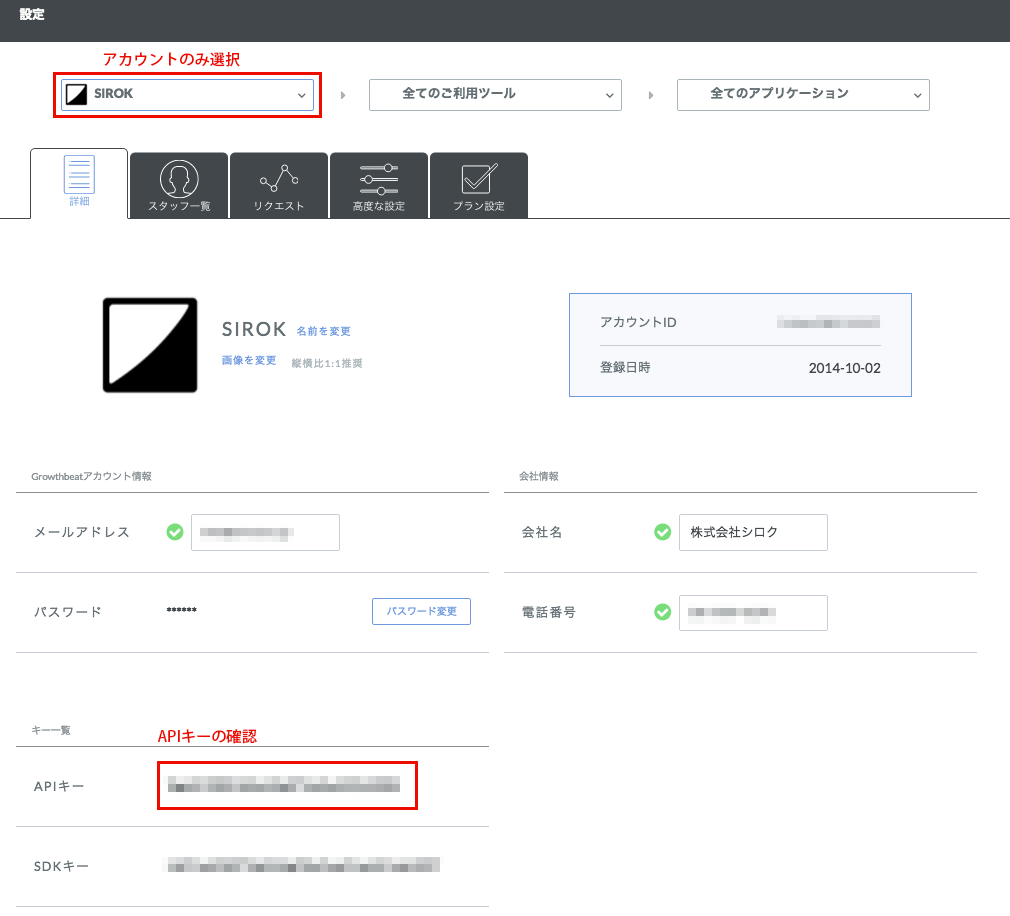 設定
アカウントのみ選択
SIROK
全てのご利用ツール
全てのアプリケーション
詳細
スタッフ一覧
リクエスト
高度な設定
プラン設定
SIROK 名前を変更
画像を変更 縦横比1:1推奨
アカウントID
登録日時 2014-10-02
Growthbeatアカウント情報
会社情報
メールアドレス
会社名 株式会社シロク
パスワード ****** パスワード変更
電話番号
キー一覧
APIキーの確認
APIキー
SDKキー